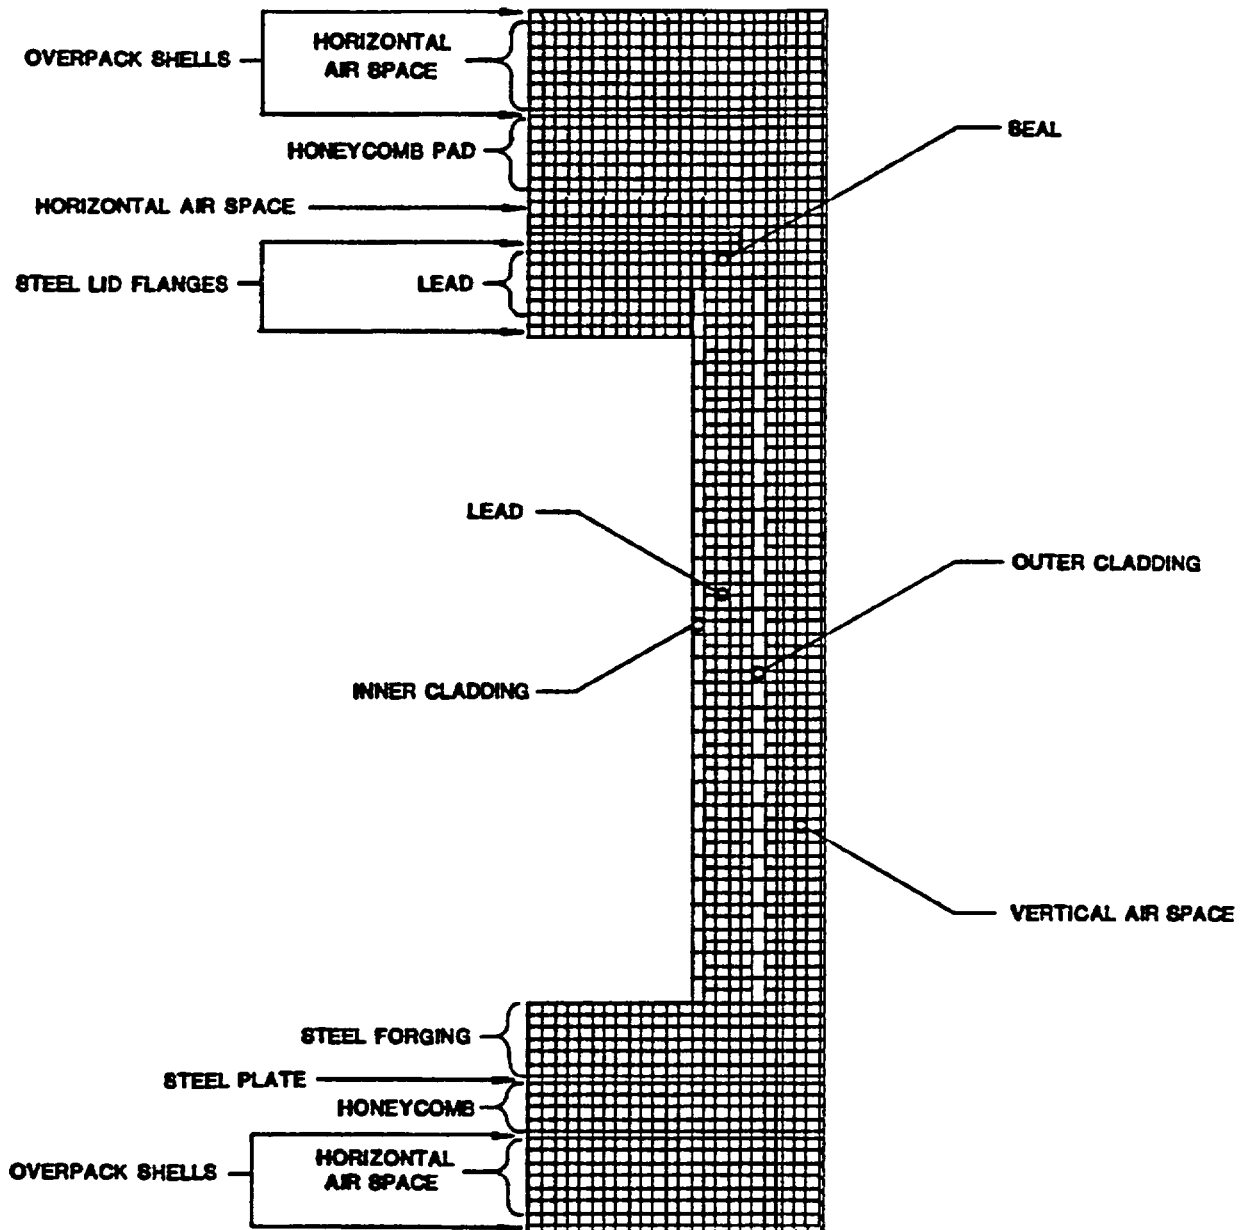 HORIZONTAL
AIR SPACE
OVERPACK SHELLS
SEAL
HONEYCOMB PAD
HORIZONTAL AIR SPACE
STEEL LID FLANGES
LEAD
LEAD
OUTER CLADDING
INNER CLADDING
VERTICAL AIR SPACE
STEEL FORGING
STEEL PLATE
HONEYCOMB
HORIZONTAL
AIR SPACE
OVERPACK SHELLS